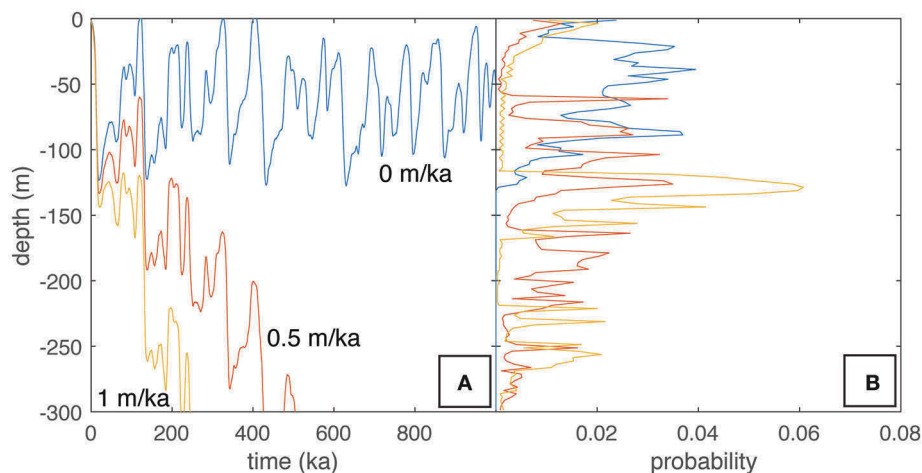 0
-50
-100
-150
-200
-250
-300
depth (m)
0 m/ka
0.5 m/ka
1 m/ka
A
B
0 200 400 600 800
0.02 0.04 0.06 0.08
time (ka)
probability